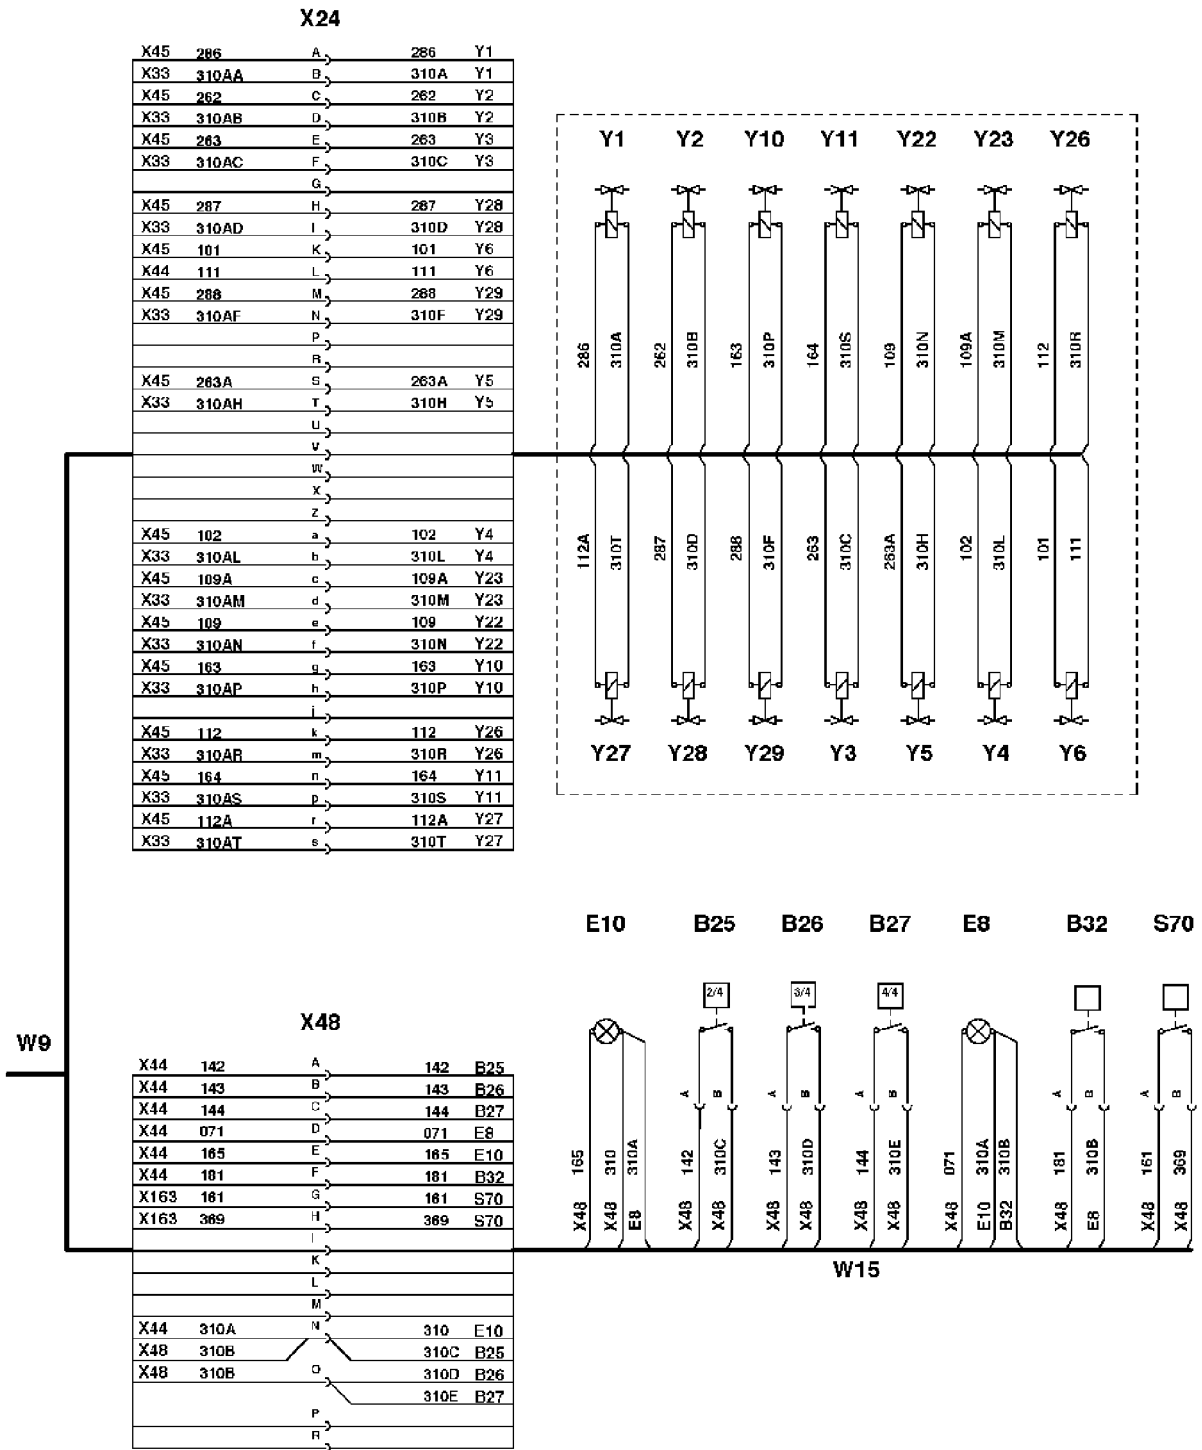 X24
X45 286 A 286 Y1
X33 310AA B 310A Y1
X45 262 C 262 Y2
X33 310AB D 310B Y2
X45 263 E 263 Y3
X33 310AC F 310C Y3
G
X45 287 H 287 Y28
X33 310AD I 310D Y28
X45 101 K 101 Y6
X44 111 L 111 Y6
X45 288 M 288 Y29
X33 310AF N 310F Y29
P
R
X45 263A S 263A Y5
X33 310AH T 310H Y5
U
V
W
X
Z
X45 102 a 102 Y4
X33 310AL b 310L Y4
X45 109A c 109A Y23
X33 310AM d 310M Y23
X45 109 e 109 Y22
X33 310AN f 310N Y22
X45 163 g 163 Y10
X33 310AP h 310P Y10
j
X45 112 k 112 Y26
X33 310AR m 310R Y26
X45 164 n 164 Y11
X33 310AS p 310S Y11
X45 112A r 112A Y27
X33 310AT s 310T Y27
Y1 Y2 Y10 Y11 Y22 Y23 Y26
286 310A 262 310B 163 310P 164 310S 109 310N 109A 310M 112 310R
112A 310T 287 310D 288 310F 263 310C 263A 310H 102 310L 101 111
Y27 Y28 Y29 Y3 Y5 Y4 Y6
W9
X48
X44 142 A 142 B25
X44 143 B 143 B26
X44 144 C 144 B27
X44 071 D 071 E8
X44 165 E 165 E10
X44 181 F 181 B32
X163 161 G 161 S70
X163 369 H 369 S70
I
K
L
M
X44 310A N 310 E10
X48 310B 310C B25
X48 310B O 310D B26
310E B27
P
R
E10 B25 B26 B27 E8 B32 S70
2/4 3/4 4/4
A B A B A B A B A B
165 310 310A 142 310C 143 310D 144 310E 071 310A 310B 181 310B 161 369
X48 X48 E8 X48 X48 X48 X48 X48 X48 X48 E10 B32 X48 E8 X48 X48
W15